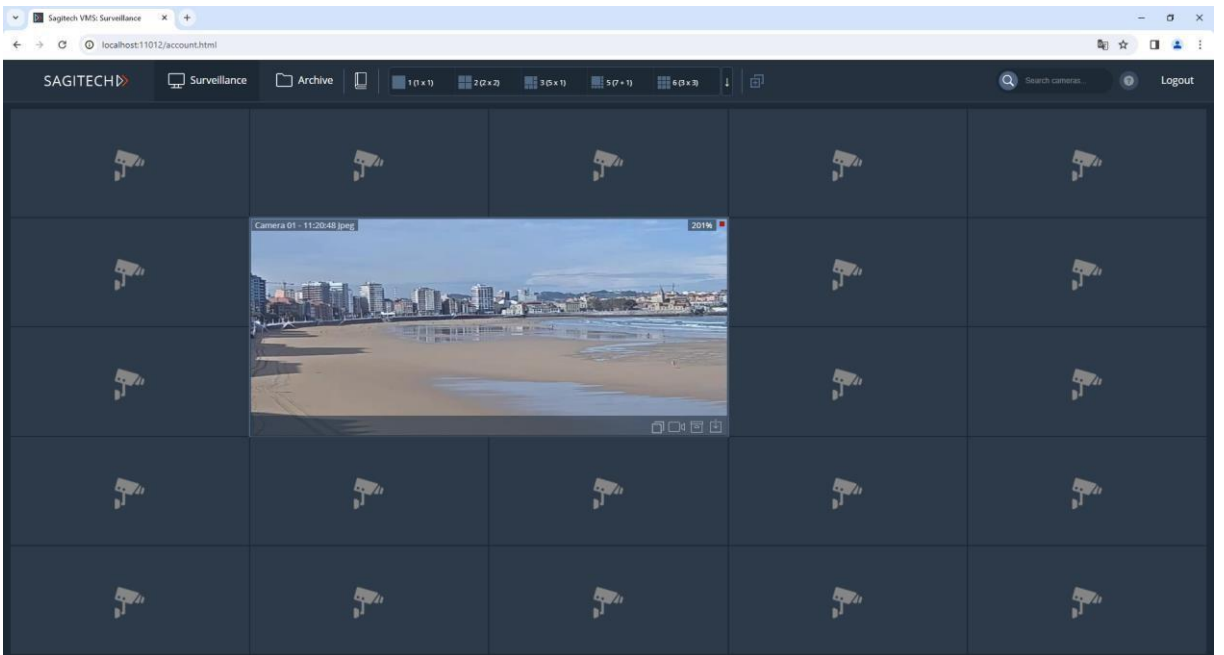 Sagitech VMS: Surveillance
localhost:11012/account.html
SAGITECH Surveillance Archive 1 (1 x 1) 2 (2 x 2) 3 (5 x 1) 5 (7 + 1) 6 (3 x 3) Search cameras... ? Logout
Camera 01 - 11:20:48 Jpeg 201%